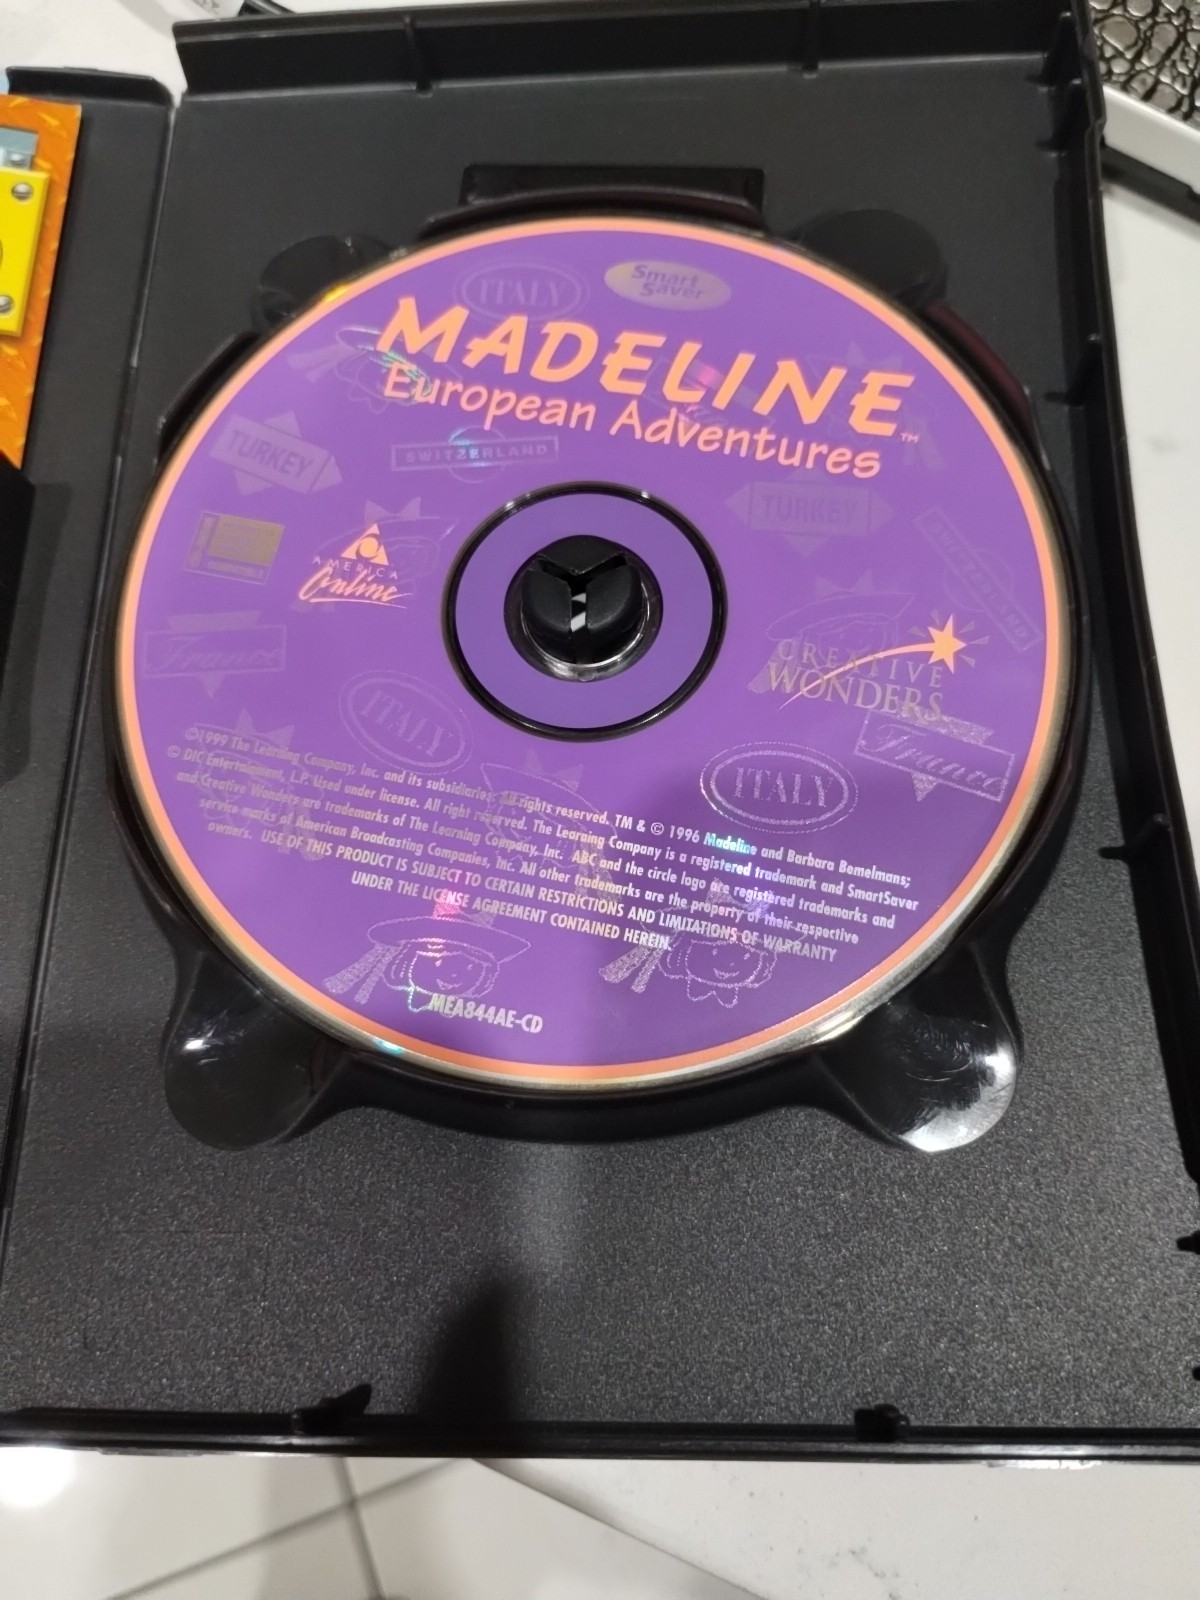 ITALY
Smart
Saver
MADELINE™
European Adventures
TURKEY
SWITZERLAND
TURKEY
SWITZERLAND
AMERICA
Online
COMPATIBLE
France
CREATIVE
WONDERS
ITALY
France
ITALY
©1999 The Learning Company, Inc. and its subsidiaries. All rights reserved. TM & © 1996 Madeline and Barbara Bemelmans;
© DIC Entertainment, L.P. Used under license. All right reserved. The Learning Company is a registered trademark and SmartSaver
and Creative Wonders are trademarks of The Learning Company, Inc. ABC and the circle logo are registered trademarks and
service marks of American Broadcasting Companies, Inc. All other trademarks are the property of their respective
owners. USE OF THIS PRODUCT IS SUBJECT TO CERTAIN RESTRICTIONS AND LIMITATIONS OF WARRANTY
UNDER THE LICENSE AGREEMENT CONTAINED HEREIN.
MEA844AE-CD